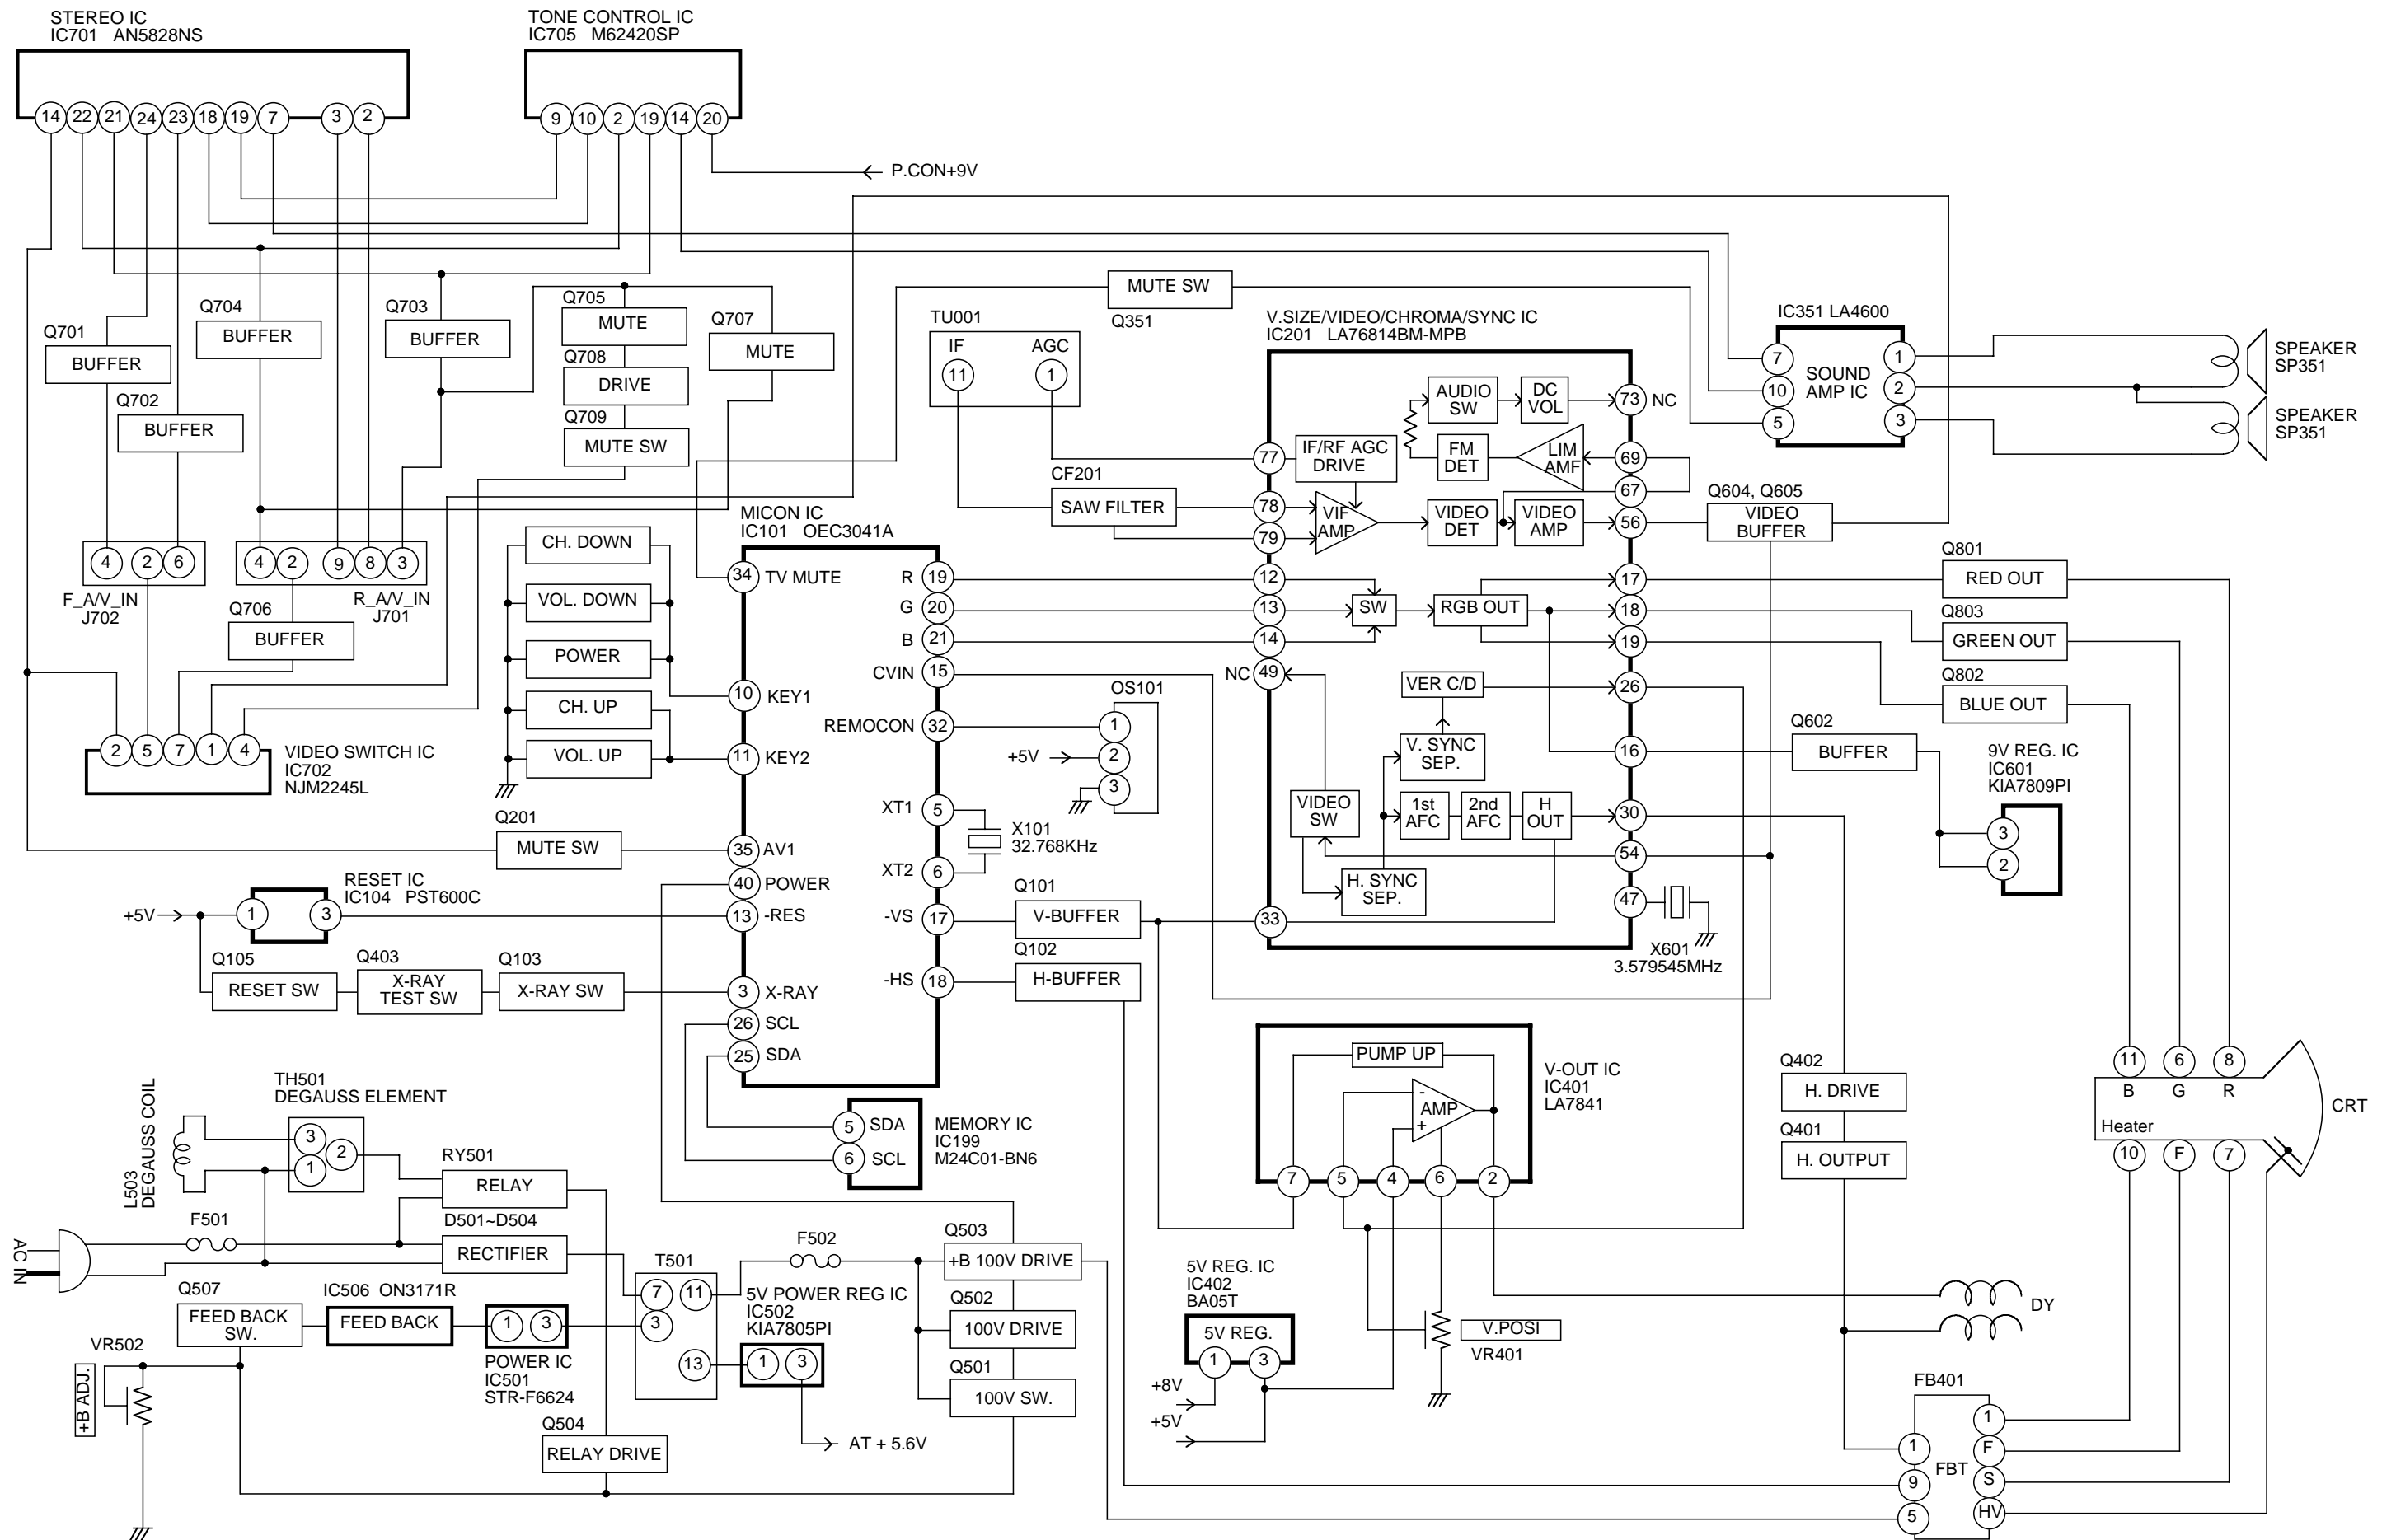 STEREO IC
IC701 AN5828NS
14 22 21 24 23 18 19 7 3 2
TONE CONTROL IC
IC705 M62420SP
9 10 2 19 14 20
P.CON+9V
Q701
BUFFER
Q702
BUFFER
Q704
BUFFER
Q703
BUFFER
Q705
MUTE
Q708
DRIVE
Q709
MUTE SW
Q707
MUTE
MUTE SW
Q351
TU001
IF
AGC
11
1
CF201
SAW FILTER
4 2 6
F_A/V_IN
J702
4 2 9 8 3
R_A/V_IN
J701
Q706
BUFFER
2 5 7 1 4
VIDEO SWITCH IC
IC702
NJM2245L
CH. DOWN
VOL. DOWN
POWER
CH. UP
VOL. UP
Q201
MUTE SW
MICON IC
IC101 OEC3041A
34 TV MUTE
10 KEY1
11 KEY2
35 AV1
40 POWER
13 -RES
3 X-RAY
26 SCL
25 SDA
R 19
G 20
B 21
CVIN 15
REMOCON 32
XT1 5
XT2 6
-VS 17
-HS 18
OS101
1
+5V 2
3
X101
32.768KHz
Q101
V-BUFFER
Q102
H-BUFFER
RESET IC
IC104 PST600C
+5V 1 3
Q105
RESET SW
Q403
X-RAY
TEST SW
Q103
X-RAY SW
V.SIZE/VIDEO/CHROMA/SYNC IC
IC201 LA76814BM-MPB
77
78
79
12
13
14
NC 49
33
AUDIO
SW
DC
VOL
IF/RF AGC
DRIVE
FM
DET
LIM
AMF
VIF
AMP
VIDEO
DET
VIDEO
AMP
SW
RGB OUT
VER C/D
V. SYNC
SEP.
VIDEO
SW
1st
AFC
2nd
AFC
H
OUT
H. SYNC
SEP.
73 NC
69
67
56
17
18
19
26
16
30
54
47
X601
3.579545MHz
IC351 LA4600
SOUND
AMP IC
7
10
5
1
2
3
SPEAKER
SP351
SPEAKER
SP351
Q604, Q605
VIDEO
BUFFER
Q801
RED OUT
Q803
GREEN OUT
Q802
BLUE OUT
Q602
BUFFER
9V REG. IC
IC601
KIA7809PI
3
2
11 6 8
B G R
CRT
Heater
10 F 7
Q402
H. DRIVE
Q401
H. OUTPUT
V-OUT IC
IC401
LA7841
PUMP UP
-
AMP
+
7 5 4 6 2
V.POSI
VR401
DY
5V REG. IC
IC402
BA05T
5V REG.
1 3
+8V
+5V
FB401
FBT
1
9
5
1
F
S
HV
MEMORY IC
IC199
M24C01-BN6
5 SDA
6 SCL
TH501
DEGAUSS ELEMENT
3
2
1
L503
DEGAUSS COIL
RY501
RELAY
F501
D501~D504
RECTIFIER
AC IN
Q507
FEED BACK
SW.
IC506 ON3171R
FEED BACK
1 3
POWER IC
IC501
STR-F6624
T501
7 11
3
13
VR502
+B ADJ.
Q504
RELAY DRIVE
F502
5V POWER REG IC
IC502
KIA7805PI
1 3
AT + 5.6V
Q503
+B 100V DRIVE
Q502
100V DRIVE
Q501
100V SW.